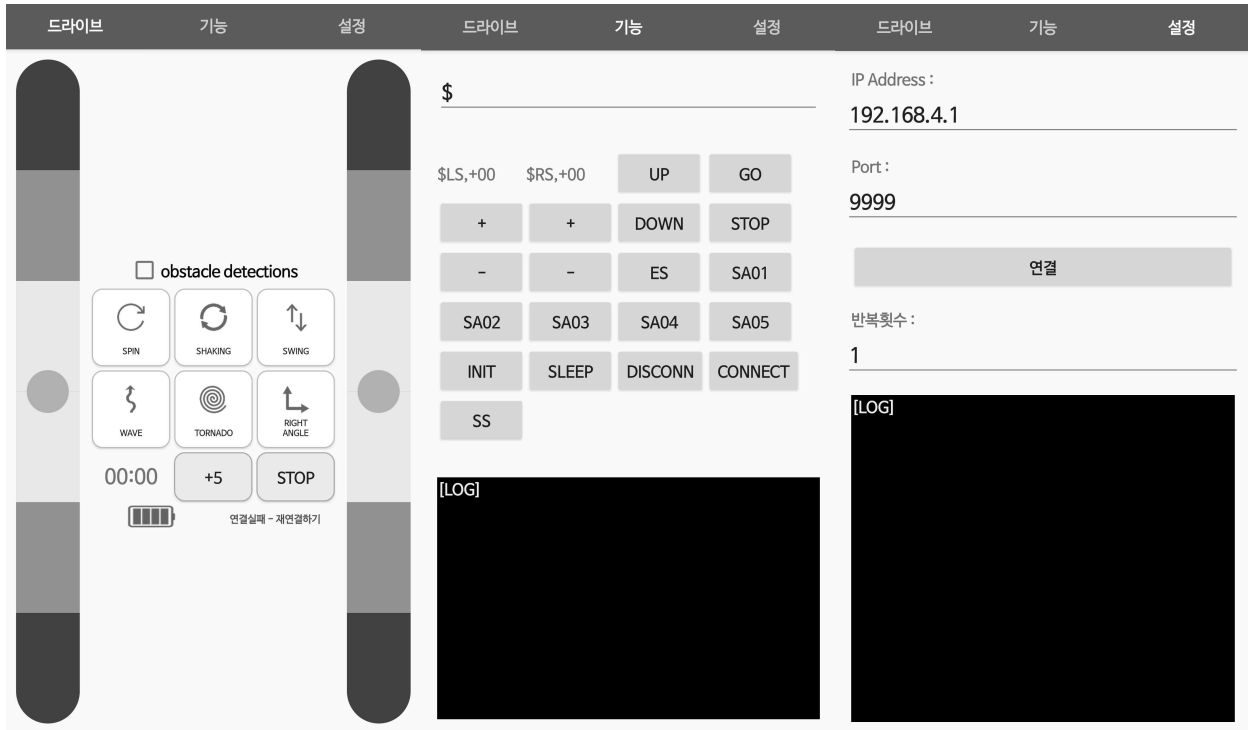 드라이브 기능 설정
obstacle detections
SPIN SHAKING SWING
WAVE TORNADO RIGHT ANGLE
00:00 +5 STOP
연결실패 - 재연결하기
드라이브 기능 설정
$
$LS,+00 $RS,+00 UP GO
+ + DOWN STOP
- - ES SA01
SA02 SA03 SA04 SA05
INIT SLEEP DISCONN CONNECT
SS
[LOG]
드라이브 기능 설정
IP Address :
192.168.4.1
Port :
9999
연결
반복횟수 :
1
[LOG]